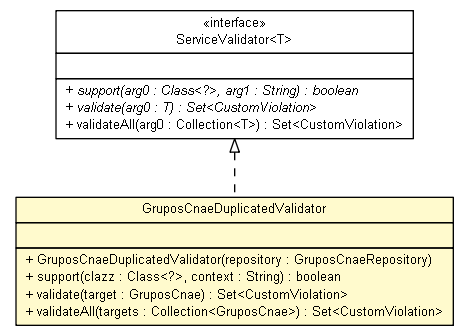 «interface»
ServiceValidator<T>
+ support(arg0 : Class<?>, arg1 : String) : boolean
+ validate(arg0 : T) : Set<CustomViolation>
+ validateAll(arg0 : Collection<T>) : Set<CustomViolation>
GruposCnaeDuplicatedValidator
+ GruposCnaeDuplicatedValidator(repository : GruposCnaeRepository)
+ support(clazz : Class<?>, context : String) : boolean
+ validate(target : GruposCnae) : Set<CustomViolation>
+ validateAll(targets : Collection<GruposCnae>) : Set<CustomViolation>